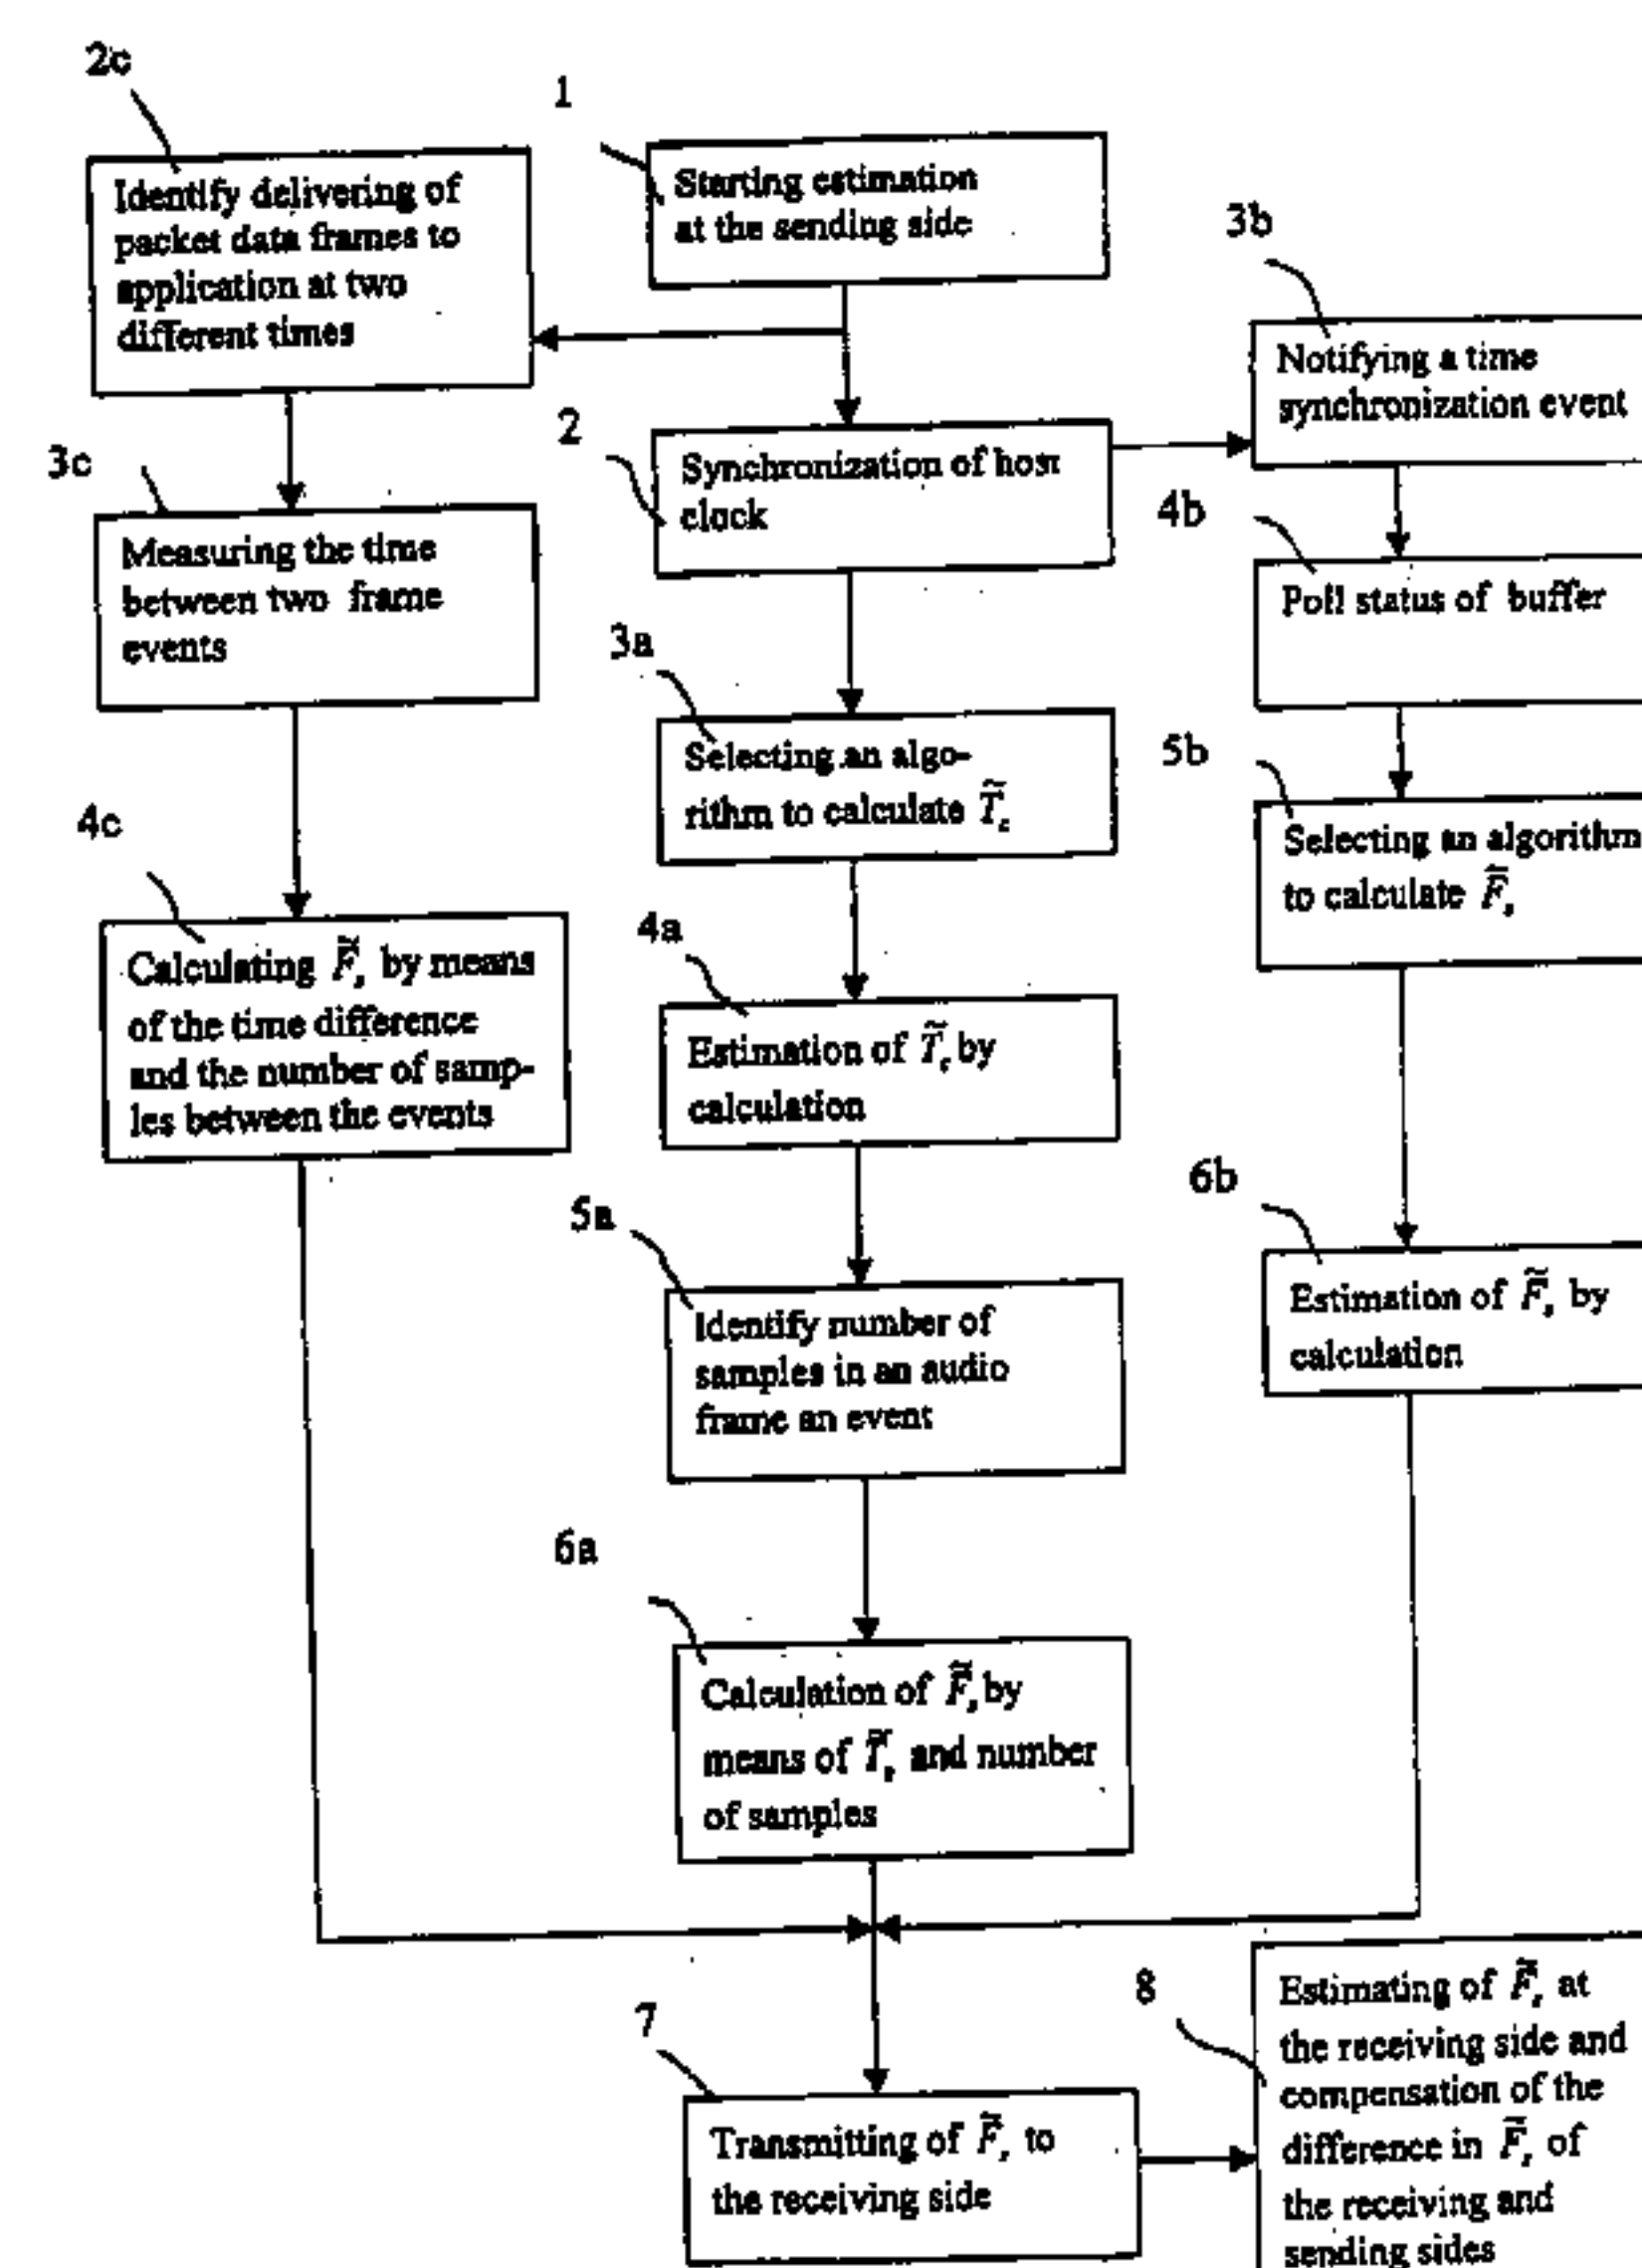 2c
Identify delivering of
packet data frames to
application at two
different times
1
Starting estimation
at the sending side
3b
Notifying a time
synchronization event
2
Synchronization of host
clock
3c
Measuring the time
between two frame
events
4b
Poll status of buffer
3a
Selecting an algo-
rithm to calculate T̃
5b
Selecting an algorithm
to calculate F̃
4c
Calculating F̃ by means
of the time difference
and the number of samp-
les between the events
4a
Estimation of T̃ by
calculation
5a
Identify number of
samples in an audio
frame an event
6b
Estimation of F̃ by
calculation
6a
Calculation of F̃ by
means of T̃ and number
of samples
7
Transmitting of F̃ to
the receiving side
8
Estimating of F̃ at
the receiving side and
compensation of the
difference in F̃ of
the receiving and
sending sides